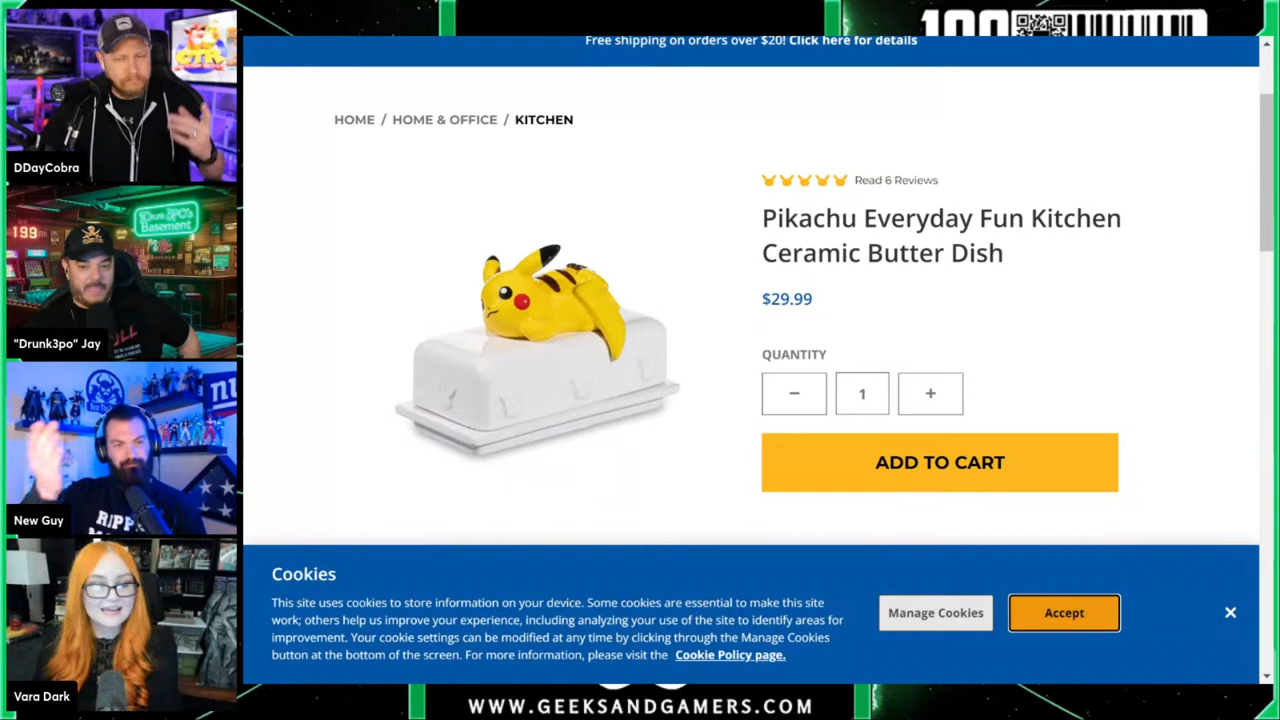 100
Free shipping on orders over $20! Click here for details
HOME / HOME & OFFICE / KITCHEN
Read 6 Reviews
Pikachu Everyday Fun Kitchen
Ceramic Butter Dish
$29.99
QUANTITY
− 1 +
ADD TO CART
Cookies
This site uses cookies to store information on your device. Some cookies are essential to make this site
work; others help us improve your experience, including analyzing your use of the site to identify areas for
improvement. Your cookie settings can be modified at any time by clicking through the Manage Cookies
button at the bottom of the screen. For more information, please visit the Cookie Policy page.
Manage Cookies
Accept
DDayCobra
199
Drunk3PO's
Basement
"Drunk3po" Jay
New Guy
Vara Dark
WWW.GEEKSANDGAMERS.COM